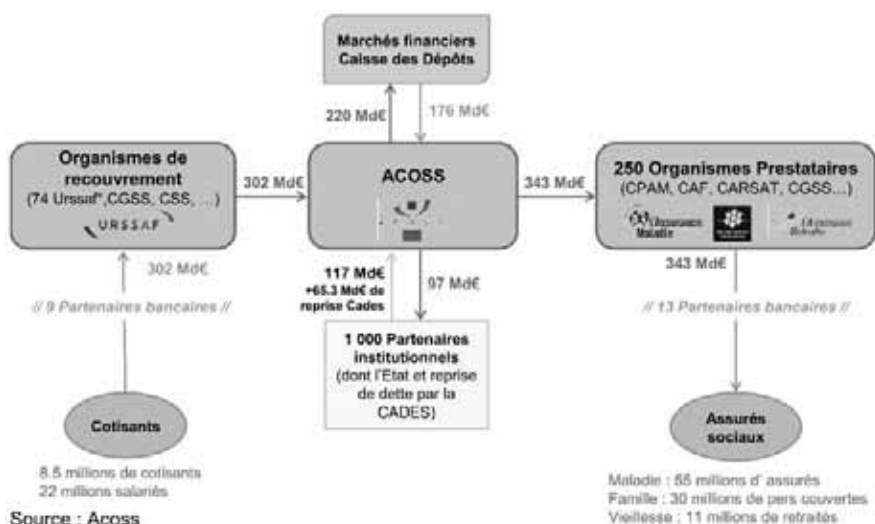 Marchés financiers
Caisse des Dépôts
220 Md€
176 Md€
Organismes de
recouvrement
(74 Urssaf*,CGSS, CSS, ...)
URSSAF
302 Md€
ACOSS
343 Md€
250 Organismes Prestataires
(CPAM, CAF, CARSAT, CGSS...)
l'Assurance
Maladie
l'Assurance
Retraite
302 Md€
// 9 Partenaires bancaires //
117 Md€
+65.3 Md€ de
reprise Cades
97 Md€
343 Md€
// 13 Partenaires bancaires //
1 000 Partenaires
institutionnels
(dont l'Etat et reprise
de dette par la
CADES)
Cotisants
8.5 millions de cotisants
22 millions salariés
Assurés
sociaux
Maladie : 55 millions d' assurés
Famille : 30 millions de pers couvertes
Vieillesse : 11 millions de retraités
Source : Acoss